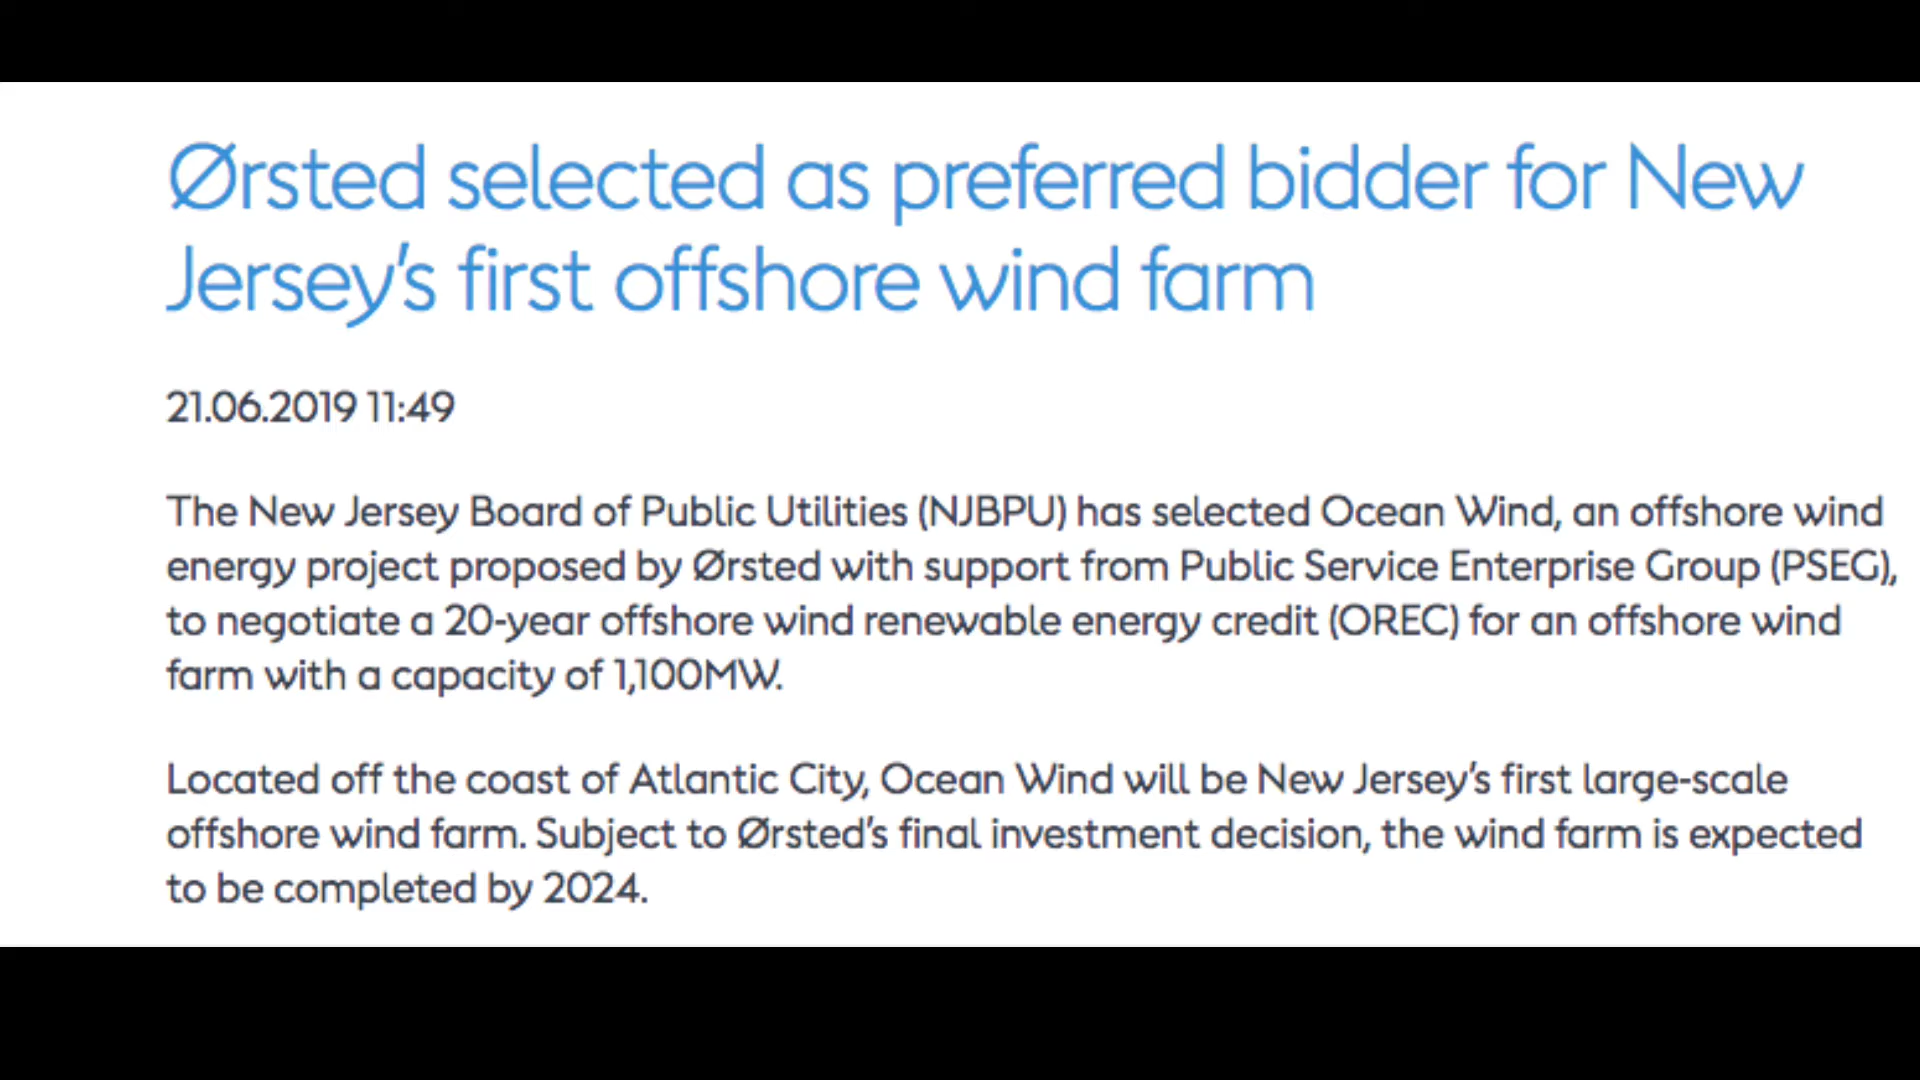 Ørsted selected as preferred bidder for New
Jersey's first offshore wind farm
21.06.2019 11:49
The New Jersey Board of Public Utilities (NJBPU) has selected Ocean Wind, an offshore wind
energy project proposed by Ørsted with support from Public Service Enterprise Group (PSEG),
to negotiate a 20-year offshore wind renewable energy credit (OREC) for an offshore wind
farm with a capacity of 1,100MW.
Located off the coast of Atlantic City, Ocean Wind will be New Jersey's first large-scale
offshore wind farm. Subject to Ørsted's final investment decision, the wind farm is expected
to be completed by 2024.